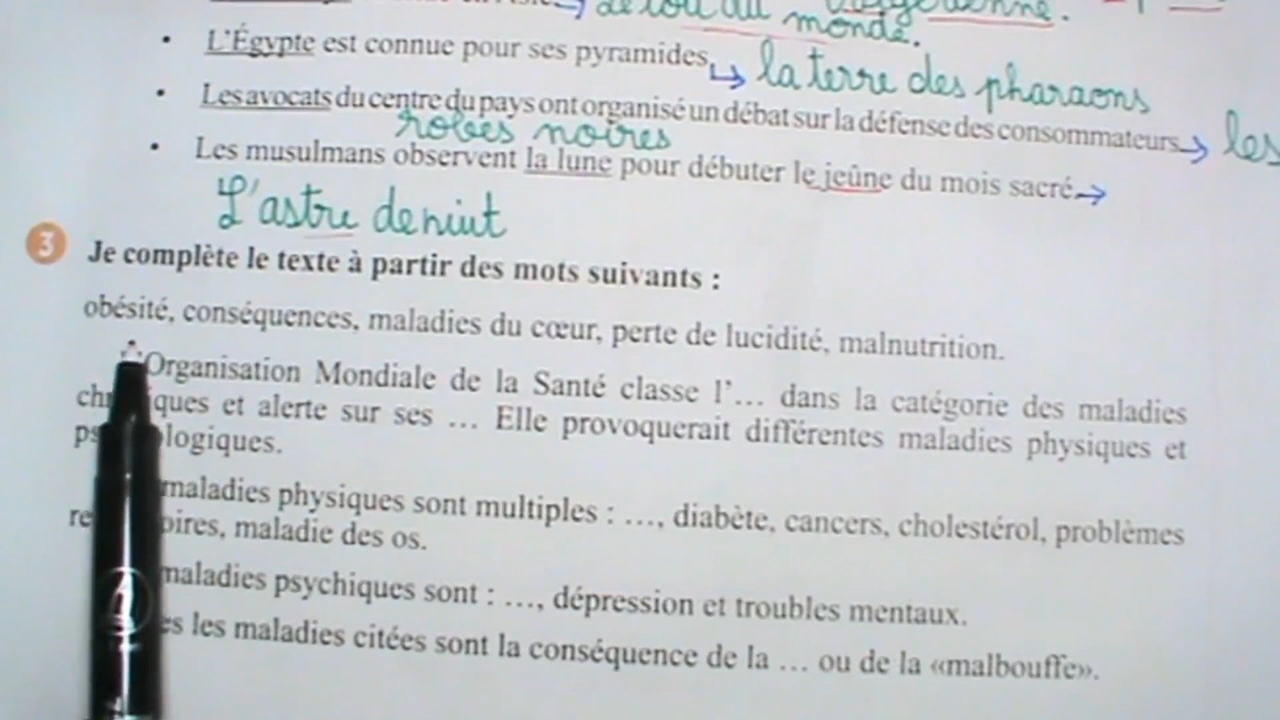 du monde.
L'Égypte est connue pour ses pyramides la terre des pharaons
Les avocats du centre du pays ont organisé un débat sur la défense des consommateurs les
robes noires
Les musulmans observent la lune pour débuter le jeûne du mois sacré
L'astre de nuit
3 Je complète le texte à partir des mots suivants :
obésité, conséquences, maladies du cœur, perte de lucidité, malnutrition.
Organisation Mondiale de la Santé classe l'... dans la catégorie des maladies
ques et alerte sur ses ... Elle provoquerait différentes maladies physiques et
logiques.
maladies physiques sont multiples : ..., diabète, cancers, cholestérol, problèmes
oires, maladie des os.
maladies psychiques sont : ..., dépression et troubles mentaux.
es les maladies citées sont la conséquence de la ... ou de la «malbouffe».